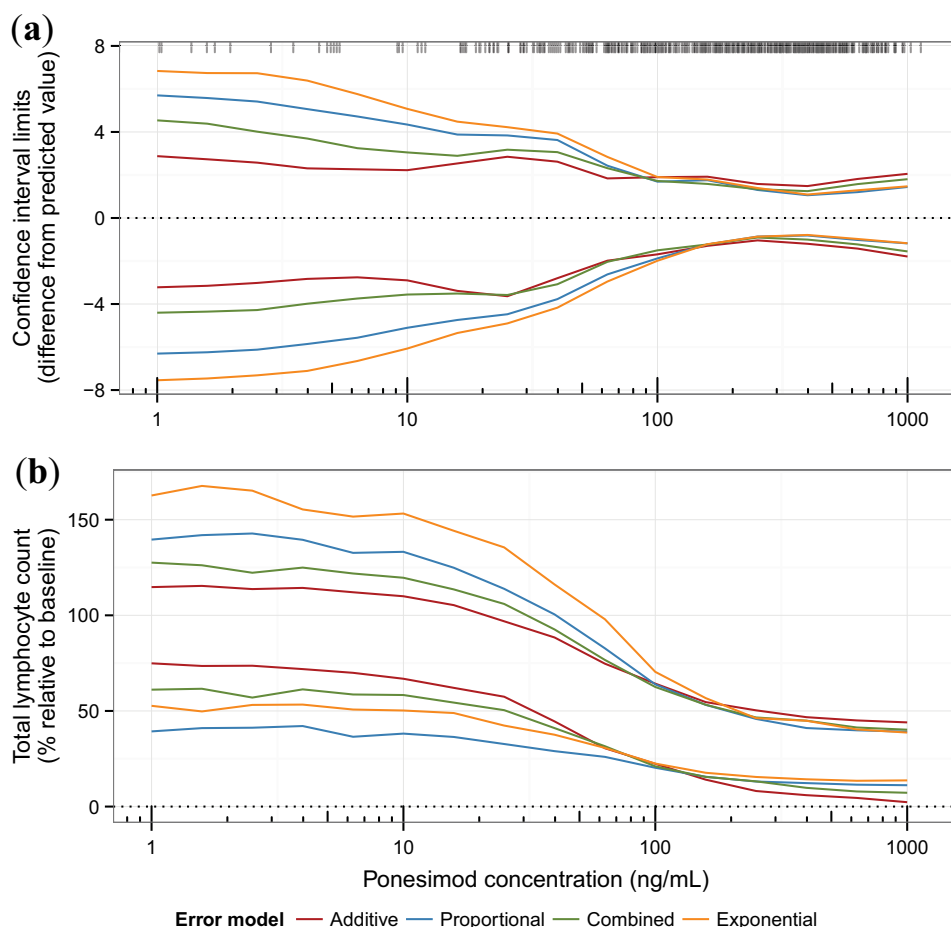 (a)
Confidence interval limits
(difference from predicted value)
8
4
0
−4
−8
1 10 100 1000
(b)
Total lymphocyte count
(% relative to baseline)
150
100
50
0
1 10 100 1000
Ponesimod concentration (ng/mL)
Error model Additive Proportional Combined Exponential